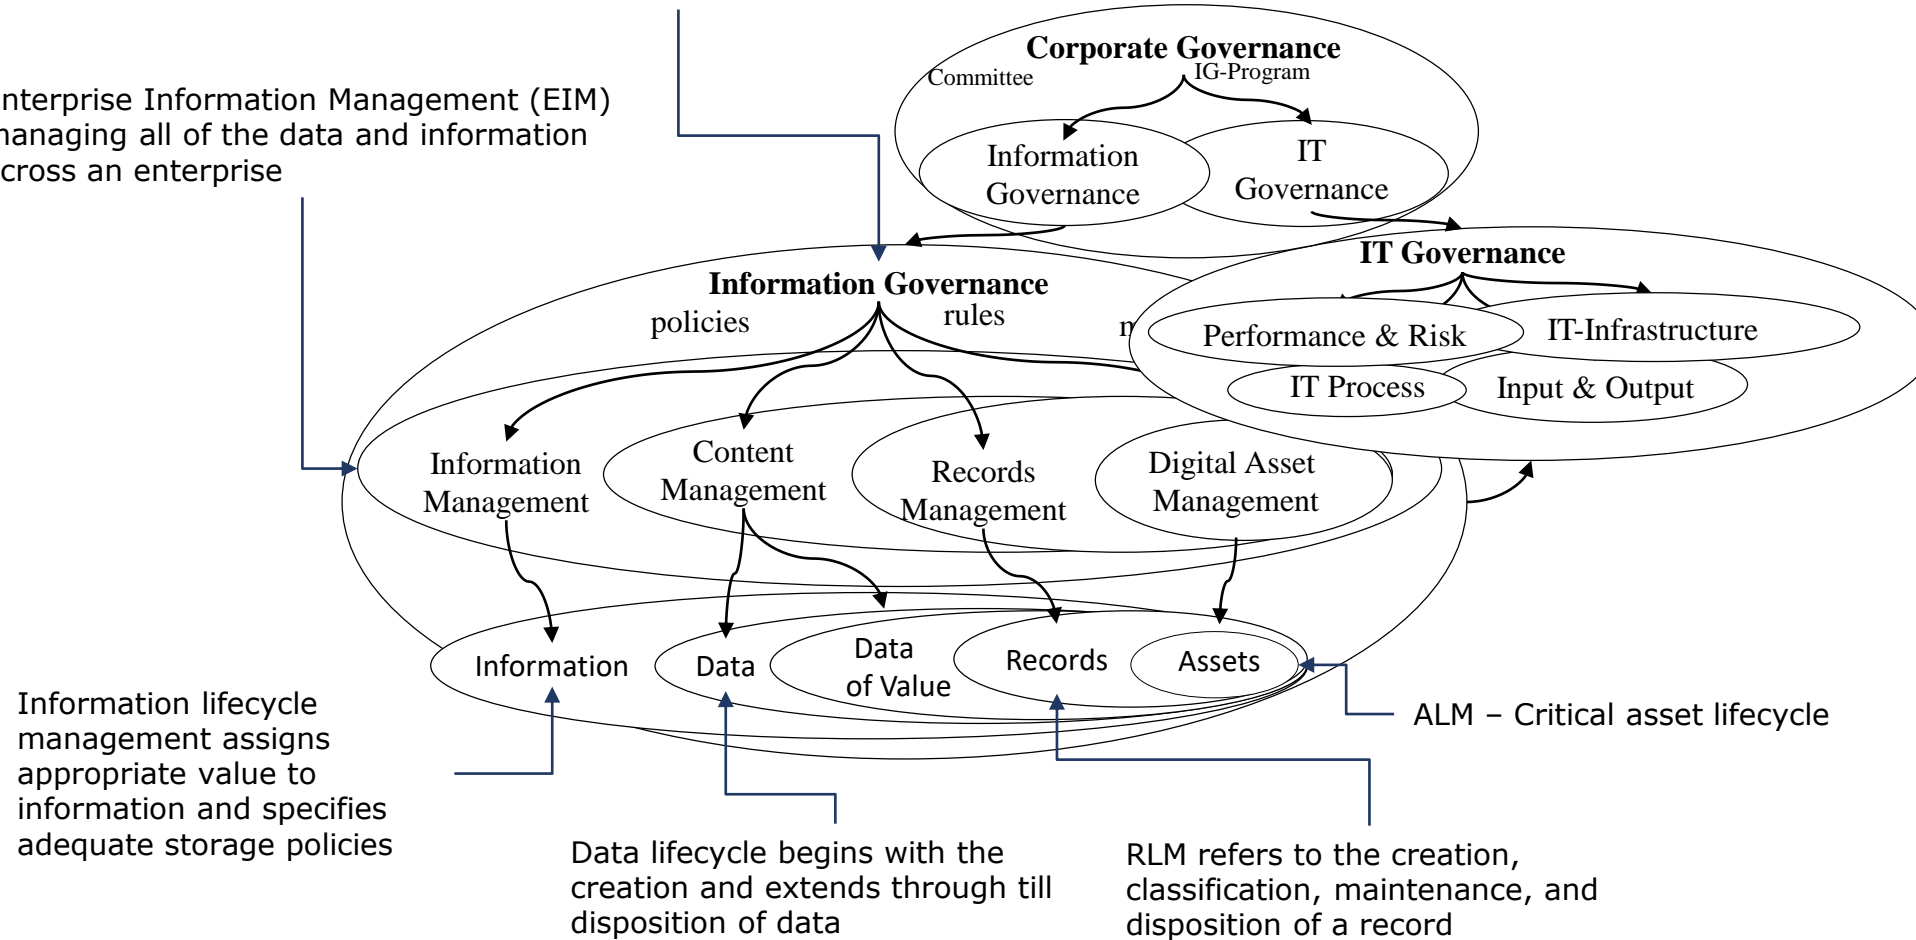 Corporate Governance
Committee
IG-Program
Information
Governance
IT
Governance
nterprise Information Management (EIM)
managing all of the data and information
cross an enterprise
IT Governance
Performance & Risk
IT-Infrastructure
IT Process
Input & Output
Information Governance
policies
rules
Information
Management
Content
Management
Records
Management
Digital Asset
Management
Information
Data
Data
of Value
Records
Assets
Information lifecycle
management assigns
appropriate value to
information and specifies
adequate storage policies
ALM – Critical asset lifecycle
Data lifecycle begins with the
creation and extends through till
disposition of data
RLM refers to the creation,
classification, maintenance, and
disposition of a record